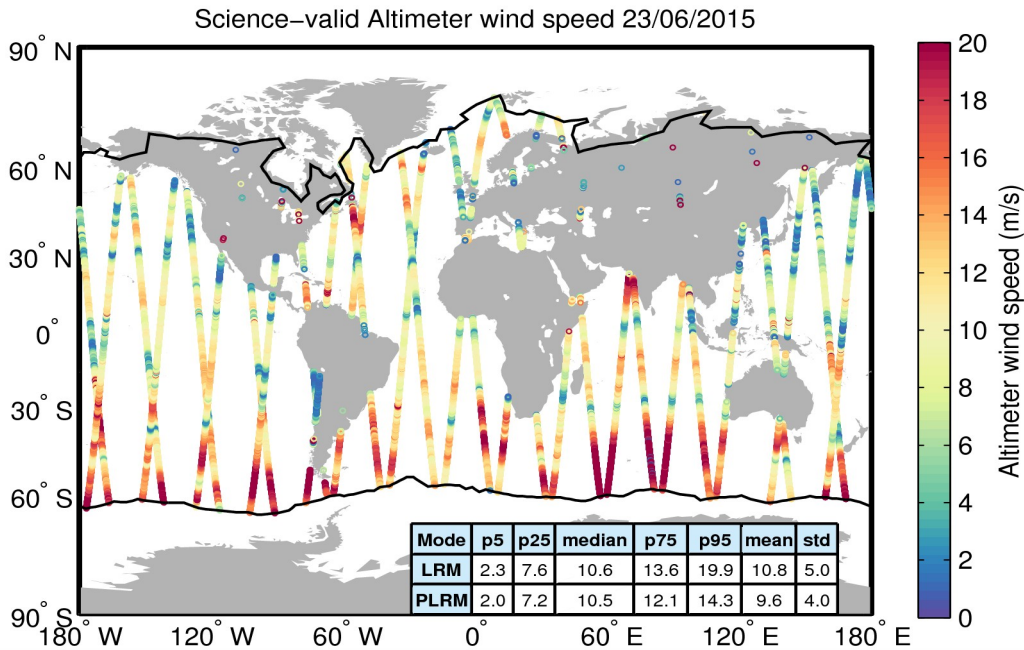 Science−valid Altimeter wind speed 23/06/2015
90° N
60° N
30° N
0°
30° S
60° S
90° S
180° W
120° W
60° W
0°
60° E
120° E
180° E
Mode p5 p25 median p75 p95 mean std
LRM 2.3 7.6 10.6 13.6 19.9 10.8 5.0
PLRM 2.0 7.2 10.5 12.1 14.3 9.6 4.0
20
18
16
14
12
10
8
6
4
2
0
Altimeter wind speed (m/s)